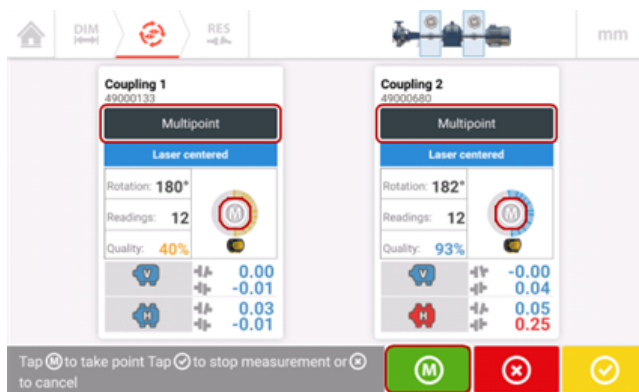 DIM
RES
mm
Coupling 1
49000133
Multipoint
Laser centered
Rotation: 180°
M
Readings: 12
Quality: 40%
V 0.00
-0.01
H 0.03
-0.01
Coupling 2
49000680
Multipoint
Laser centered
Rotation: 182°
M
Readings: 12
Quality: 93%
V -0.00
0.04
H 0.05
0.25
Tap M to take point Tap to stop measurement or
to cancel
M